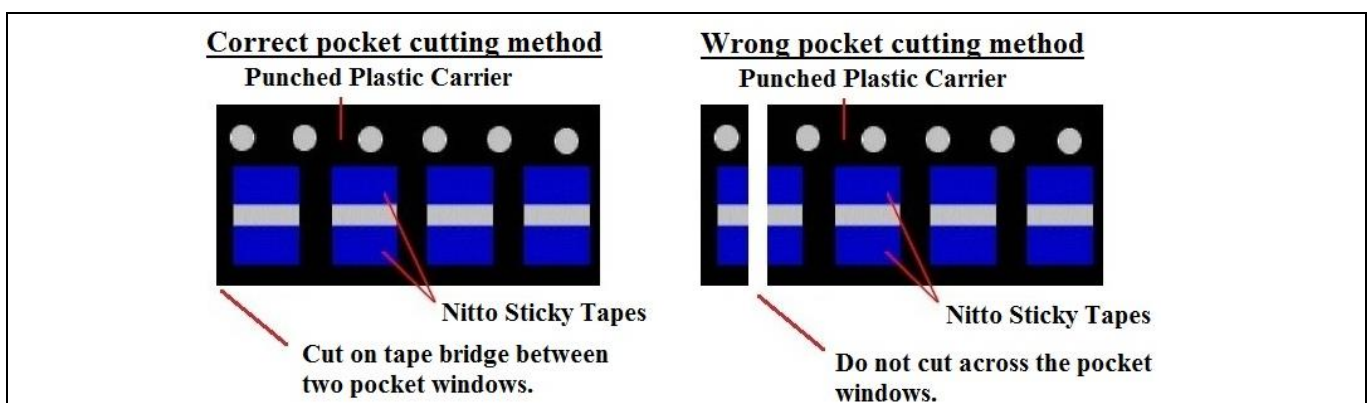 Correct pocket cutting method
Punched Plastic Carrier
Nitto Sticky Tapes
Cut on tape bridge between
two pocket windows.
Wrong pocket cutting method
Punched Plastic Carrier
Nitto Sticky Tapes
Do not cut across the pocket
windows.